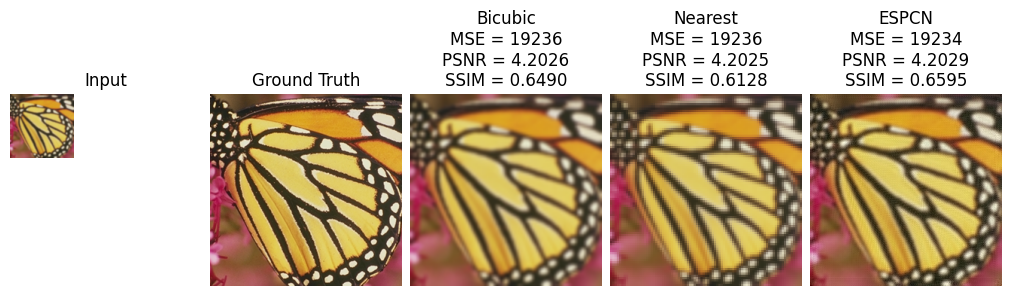 Input
Ground Truth
Bicubic
MSE = 19236
PSNR = 4.2026
SSIM = 0.6490
Nearest
MSE = 19236
PSNR = 4.2025
SSIM = 0.6128
ESPCN
MSE = 19234
PSNR = 4.2029
SSIM = 0.6595